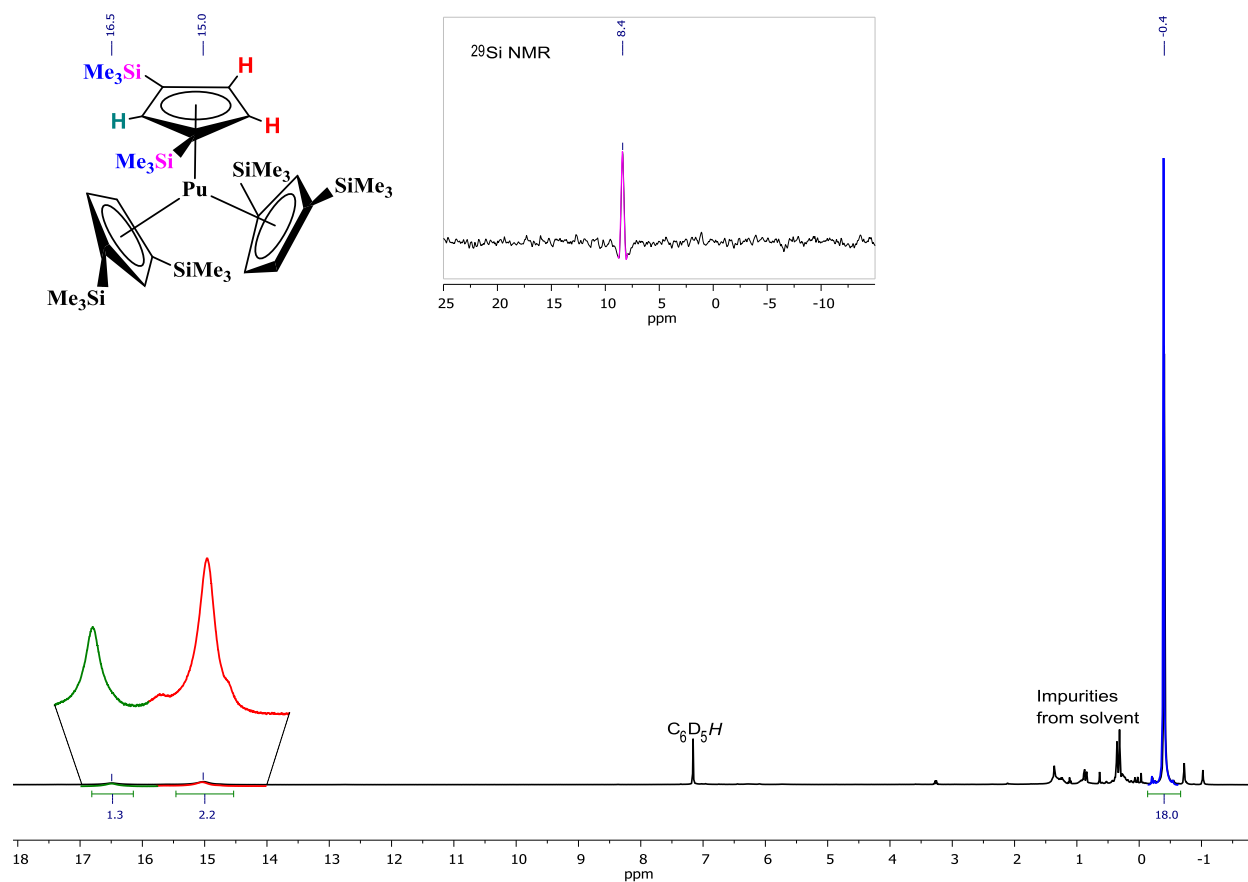 16.5
15.0
Me₃Si
H
H
H
Me₃Si
SiMe₃
SiMe₃
Pu
SiMe₃
Me₃Si
8.4
²⁹Si NMR
25 20 15 10 5 0 -5 -10
ppm
-0.4
C₆D₅H
Impurities
from solvent
1.3
2.2
18.0
18 17 16 15 14 13 12 11 10 9 8 7 6 5 4 3 2 1 0 -1
ppm